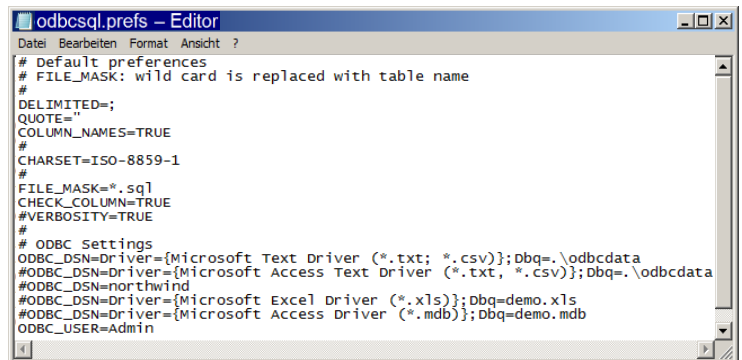 odbcsql.prefs – Editor
Datei Bearbeiten Format Ansicht ?
# Default preferences
# FILE_MASK: wild card is replaced with table name
#
DELIMITED=;
QUOTE="
COLUMN_NAMES=TRUE
#
CHARSET=ISO-8859-1
#
FILE_MASK=*.sql
CHECK_COLUMN=TRUE
#VERBOSITY=TRUE
#
# ODBC Settings
ODBC_DSN=Driver={Microsoft Text Driver (*.txt; *.csv)};Dbq=.\odbcdata
#ODBC_DSN=Driver={Microsoft Access Text Driver (*.txt, *.csv)};Dbq=.\odbcdata
#ODBC_DSN=northwind
#ODBC_DSN=Driver={Microsoft Excel Driver (*.xls)};Dbq=demo.xls
#ODBC_DSN=Driver={Microsoft Access Driver (*.mdb)};Dbq=demo.mdb
ODBC_USER=Admin